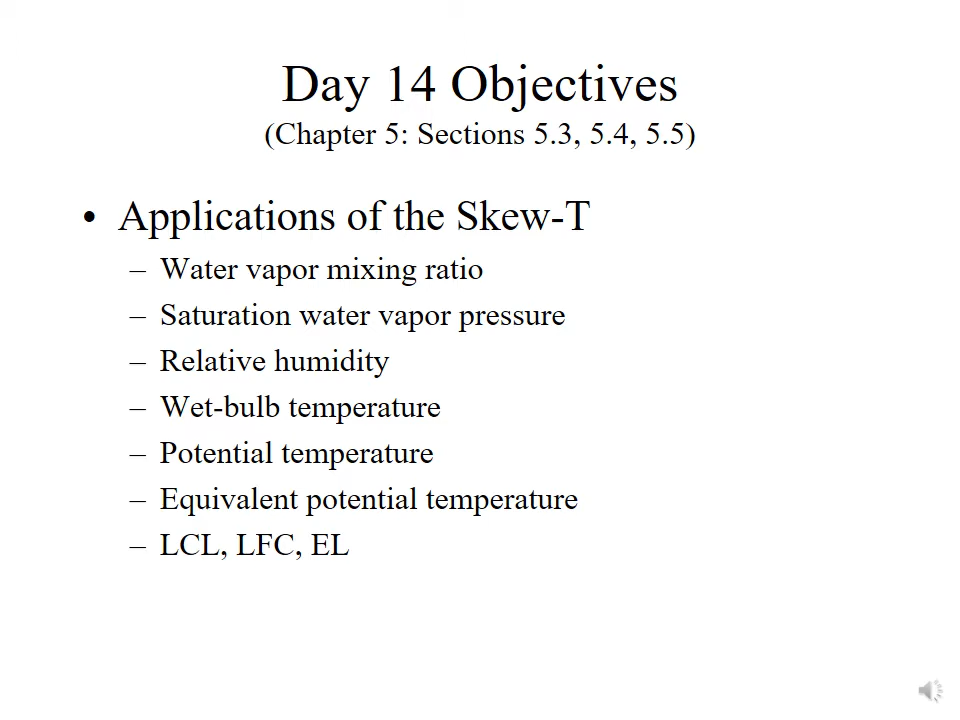 Day 14 Objectives
(Chapter 5: Sections 5.3, 5.4, 5.5)
• Applications of the Skew-T
– Water vapor mixing ratio
– Saturation water vapor pressure
– Relative humidity
– Wet-bulb temperature
– Potential temperature
– Equivalent potential temperature
– LCL, LFC, EL